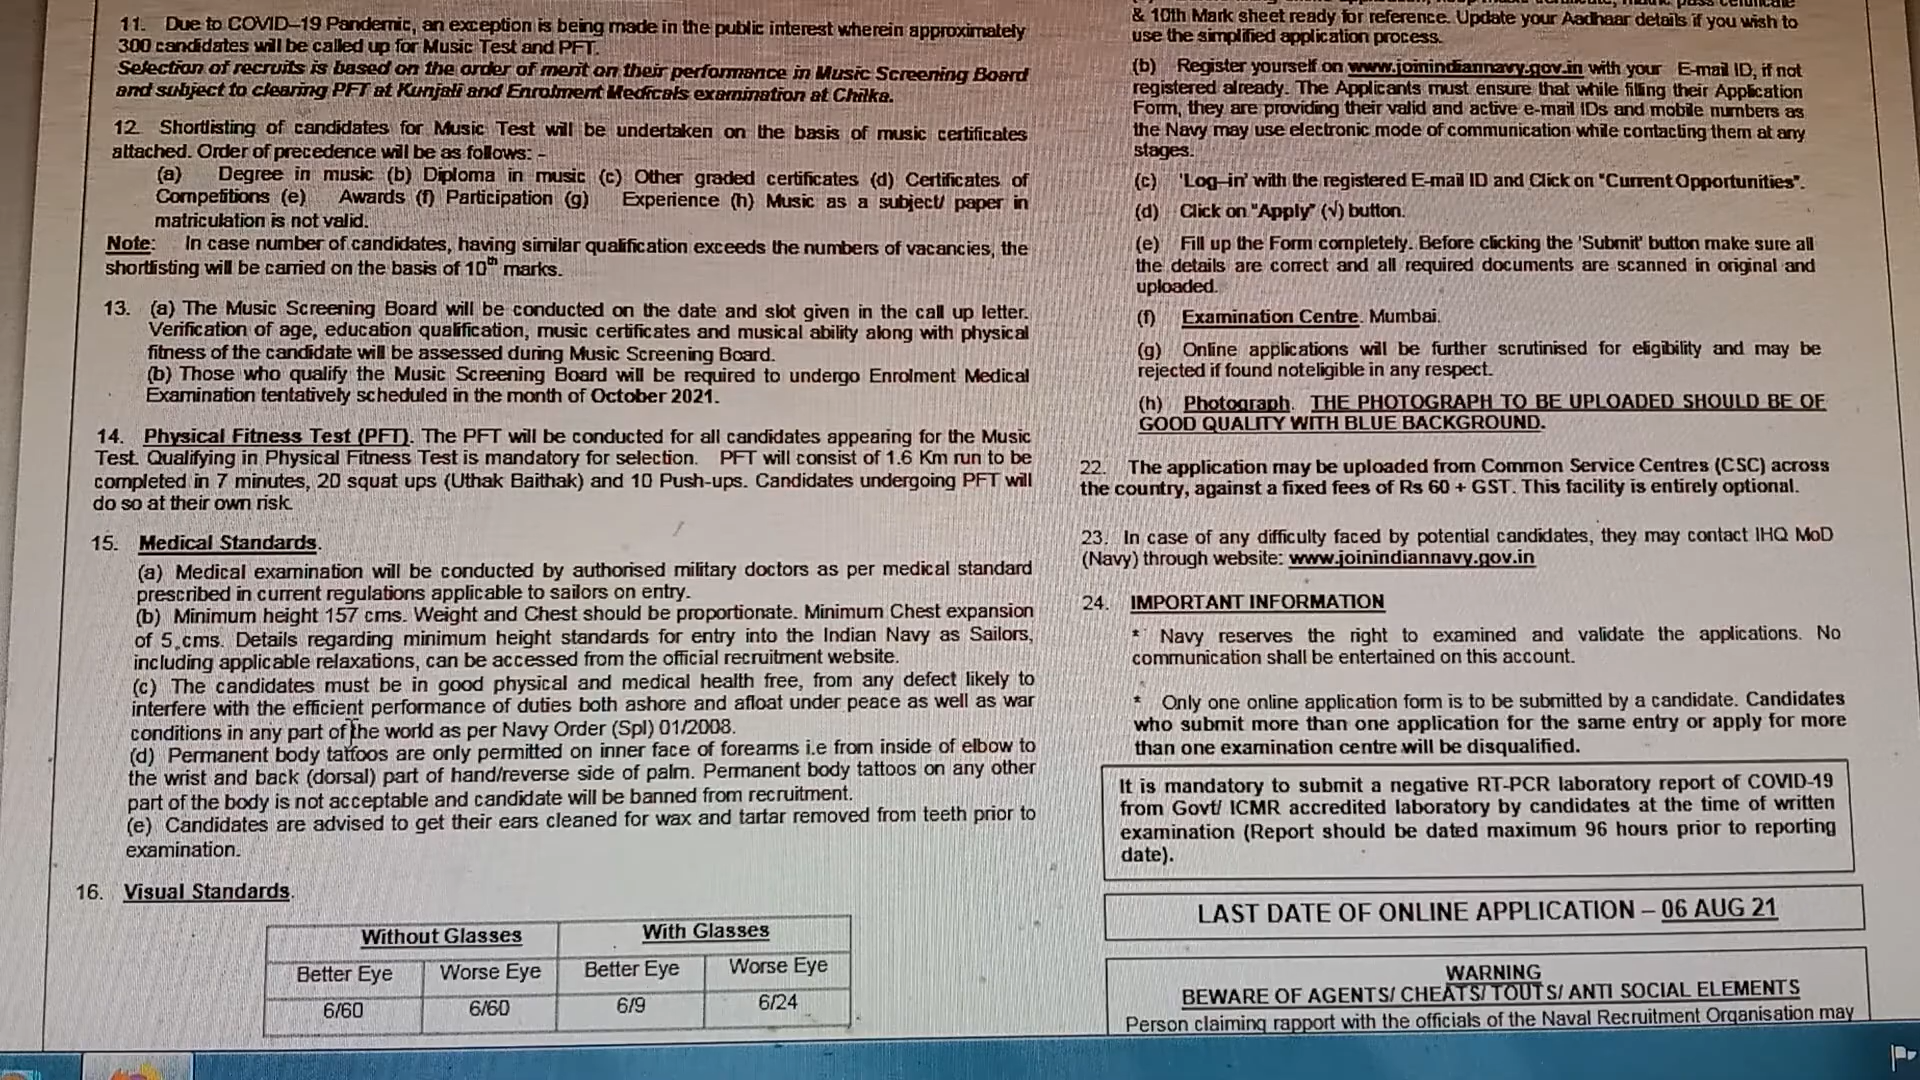 11. Due to COVID–19 Pandemic, an exception is being made in the public interest wherein approximately
300 candidates will be called up for Music Test and PFT.
Selection of recruits is based on the order of merit on their performance in Music Screening Board
and subject to clearing PFT at Kunjali and Enrolment Medicals examination at Chilka.
12. Shortlisting of candidates for Music Test will be undertaken on the basis of music certificates
attached. Order of precedence will be as follows: -
(a) Degree in music (b) Diploma in music (c) Other graded certificates (d) Certificates of
Competitions (e) Awards (f) Participation (g) Experience (h) Music as a subject/ paper in
matriculation is not valid.
Note: In case number of candidates, having similar qualification exceeds the numbers of vacancies, the
shortlisting will be carried on the basis of 10th marks.
13. (a) The Music Screening Board will be conducted on the date and slot given in the call up letter.
Verification of age, education qualification, music certificates and musical ability along with physical
fitness of the candidate will be assessed during Music Screening Board.
(b) Those who qualify the Music Screening Board will be required to undergo Enrolment Medical
Examination tentatively scheduled in the month of October 2021.
14. Physical Fitness Test (PFT). The PFT will be conducted for all candidates appearing for the Music
Test. Qualifying in Physical Fitness Test is mandatory for selection. PFT will consist of 1.6 Km run to be
completed in 7 minutes, 20 squat ups (Uthak Baithak) and 10 Push-ups. Candidates undergoing PFT will
do so at their own risk.
15. Medical Standards.
(a) Medical examination will be conducted by authorised military doctors as per medical standard
prescribed in current regulations applicable to sailors on entry.
(b) Minimum height 157 cms. Weight and Chest should be proportionate. Minimum Chest expansion
of 5 cms. Details regarding minimum height standards for entry into the Indian Navy as Sailors,
including applicable relaxations, can be accessed from the official recruitment website.
(c) The candidates must be in good physical and medical health free, from any defect likely to
interfere with the efficient performance of duties both ashore and afloat under peace as well as war
conditions in any part of the world as per Navy Order (Spl) 01/2008.
(d) Permanent body tattoos are only permitted on inner face of forearms i.e from inside of elbow to
the wrist and back (dorsal) part of hand/reverse side of palm. Permanent body tattoos on any other
part of the body is not acceptable and candidate will be banned from recruitment.
(e) Candidates are advised to get their ears cleaned for wax and tartar removed from teeth prior to
examination.
16. Visual Standards.
Without Glasses With Glasses
Better Eye Worse Eye Better Eye Worse Eye
6/60 6/60 6/9 6/24
& 10th Mark sheet ready for reference. Update your Aadhaar details if you wish to
use the simplified application process.
(b) Register yourself on www.joinindiannavy.gov.in with your E-mail ID, if not
registered already. The Applicants must ensure that while filling their Application
Form, they are providing their valid and active e-mail IDs and mobile numbers as
the Navy may use electronic mode of communication while contacting them at any
stages.
(c) 'Log–in' with the registered E-mail ID and Click on "Current Opportunities".
(d) Click on "Apply" (√) button.
(e) Fill up the Form completely. Before clicking the 'Submit' button make sure all
the details are correct and all required documents are scanned in original and
uploaded.
(f) Examination Centre. Mumbai.
(g) Online applications will be further scrutinised for eligibility and may be
rejected if found noteligible in any respect.
(h) Photograph. THE PHOTOGRAPH TO BE UPLOADED SHOULD BE OF
GOOD QUALITY WITH BLUE BACKGROUND.
22. The application may be uploaded from Common Service Centres (CSC) across
the country, against a fixed fees of Rs 60 + GST. This facility is entirely optional.
23. In case of any difficulty faced by potential candidates, they may contact IHQ MoD
(Navy) through website: www.joinindiannavy.gov.in
24. IMPORTANT INFORMATION
* Navy reserves the right to examined and validate the applications. No
communication shall be entertained on this account.
* Only one online application form is to be submitted by a candidate. Candidates
who submit more than one application for the same entry or apply for more
than one examination centre will be disqualified.
It is mandatory to submit a negative RT-PCR laboratory report of COVID-19
from Govt/ ICMR accredited laboratory by candidates at the time of written
examination (Report should be dated maximum 96 hours prior to reporting
date).
LAST DATE OF ONLINE APPLICATION – 06 AUG 21
WARNING
BEWARE OF AGENTS/ CHEATS/ TOUTS/ ANTI SOCIAL ELEMENTS
Person claiming rapport with the officials of the Naval Recruitment Organisation may